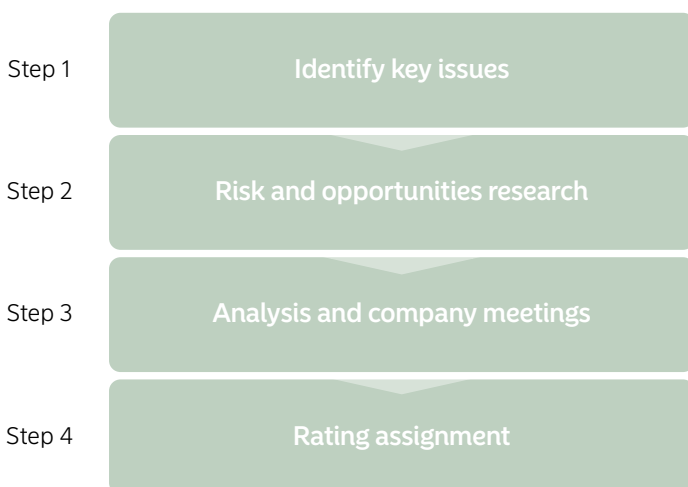 Step 1
Identify key issues
Step 2
Risk and opportunities research
Step 3
Analysis and company meetings
Step 4
Rating assignment